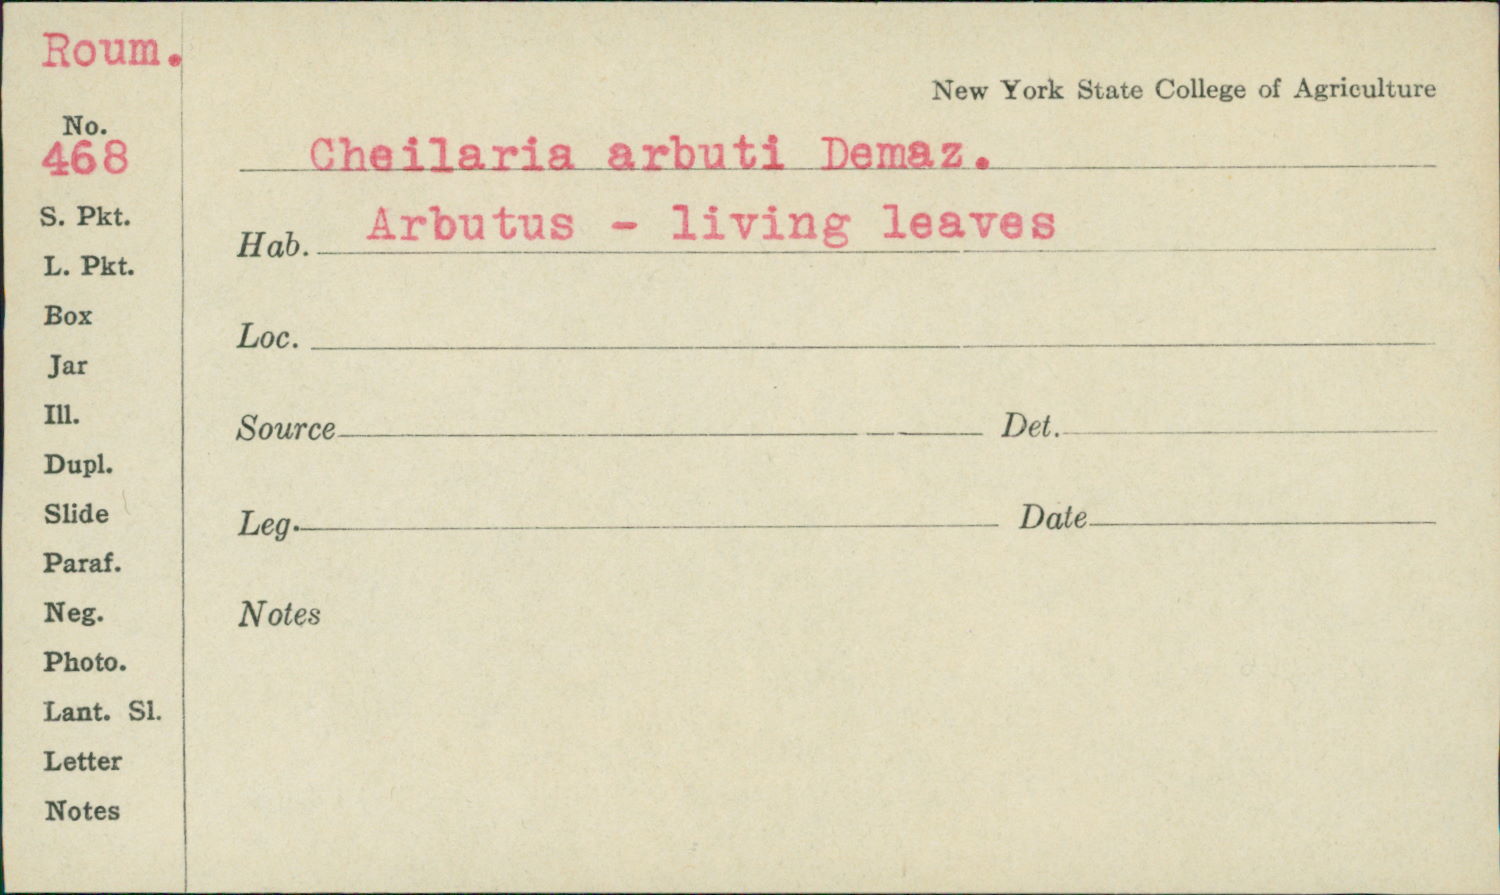 Roum.
New York State College of Agriculture
No.
468
Cheilaria arbuti Demaz.
Hab. Arbutus - living leaves
Loc.
Source Det.
Leg. Date
Notes
S. Pkt.
L. Pkt.
Box
Jar
Ill.
Dupl.
Slide
Paraf.
Neg.
Photo.
Lant. Sl.
Letter
Notes